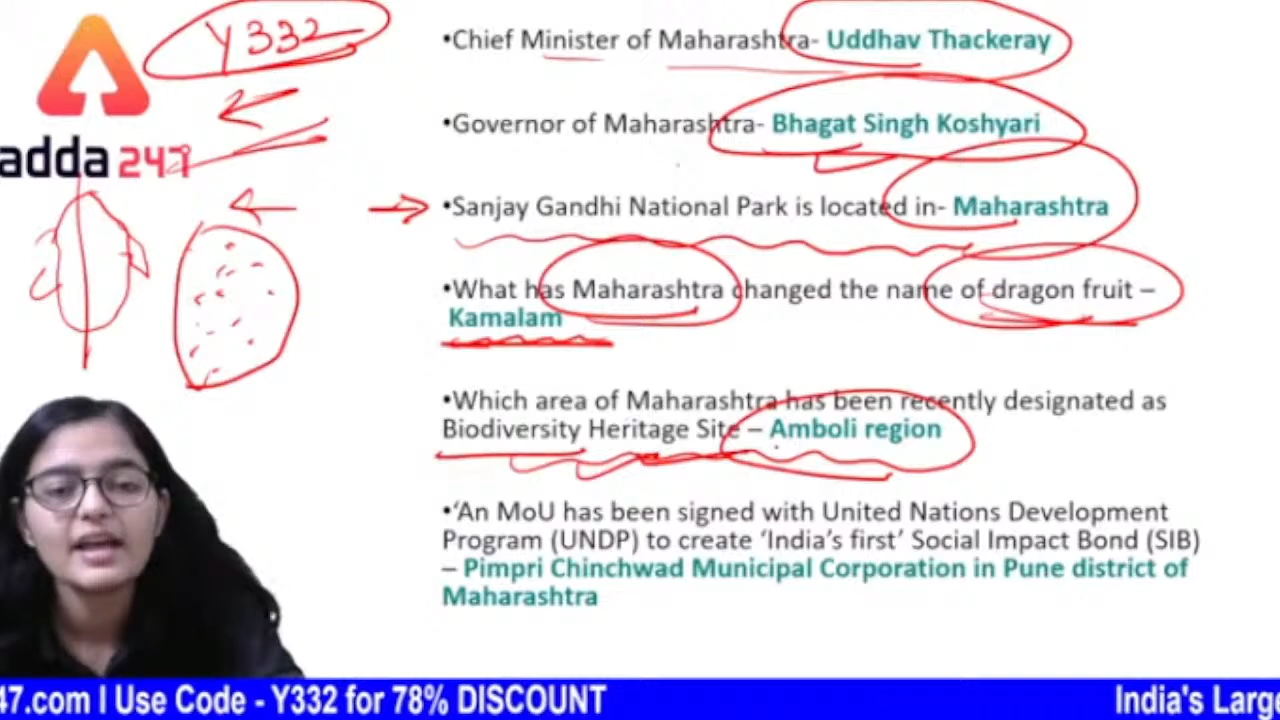 Y332
adda 247
•Chief Minister of Maharashtra- Uddhav Thackeray
•Governor of Maharashtra- Bhagat Singh Koshyari
•Sanjay Gandhi National Park is located in- Maharashtra
•What has Maharashtra changed the name of dragon fruit –
Kamalam
•Which area of Maharashtra has been recently designated as
Biodiversity Heritage Site – Amboli region
•‘An MoU has been signed with United Nations Development
Program (UNDP) to create ‘India’s first’ Social Impact Bond (SIB)
– Pimpri Chinchwad Municipal Corporation in Pune district of
Maharashtra
47.com I Use Code - Y332 for 78% DISCOUNT India's Large